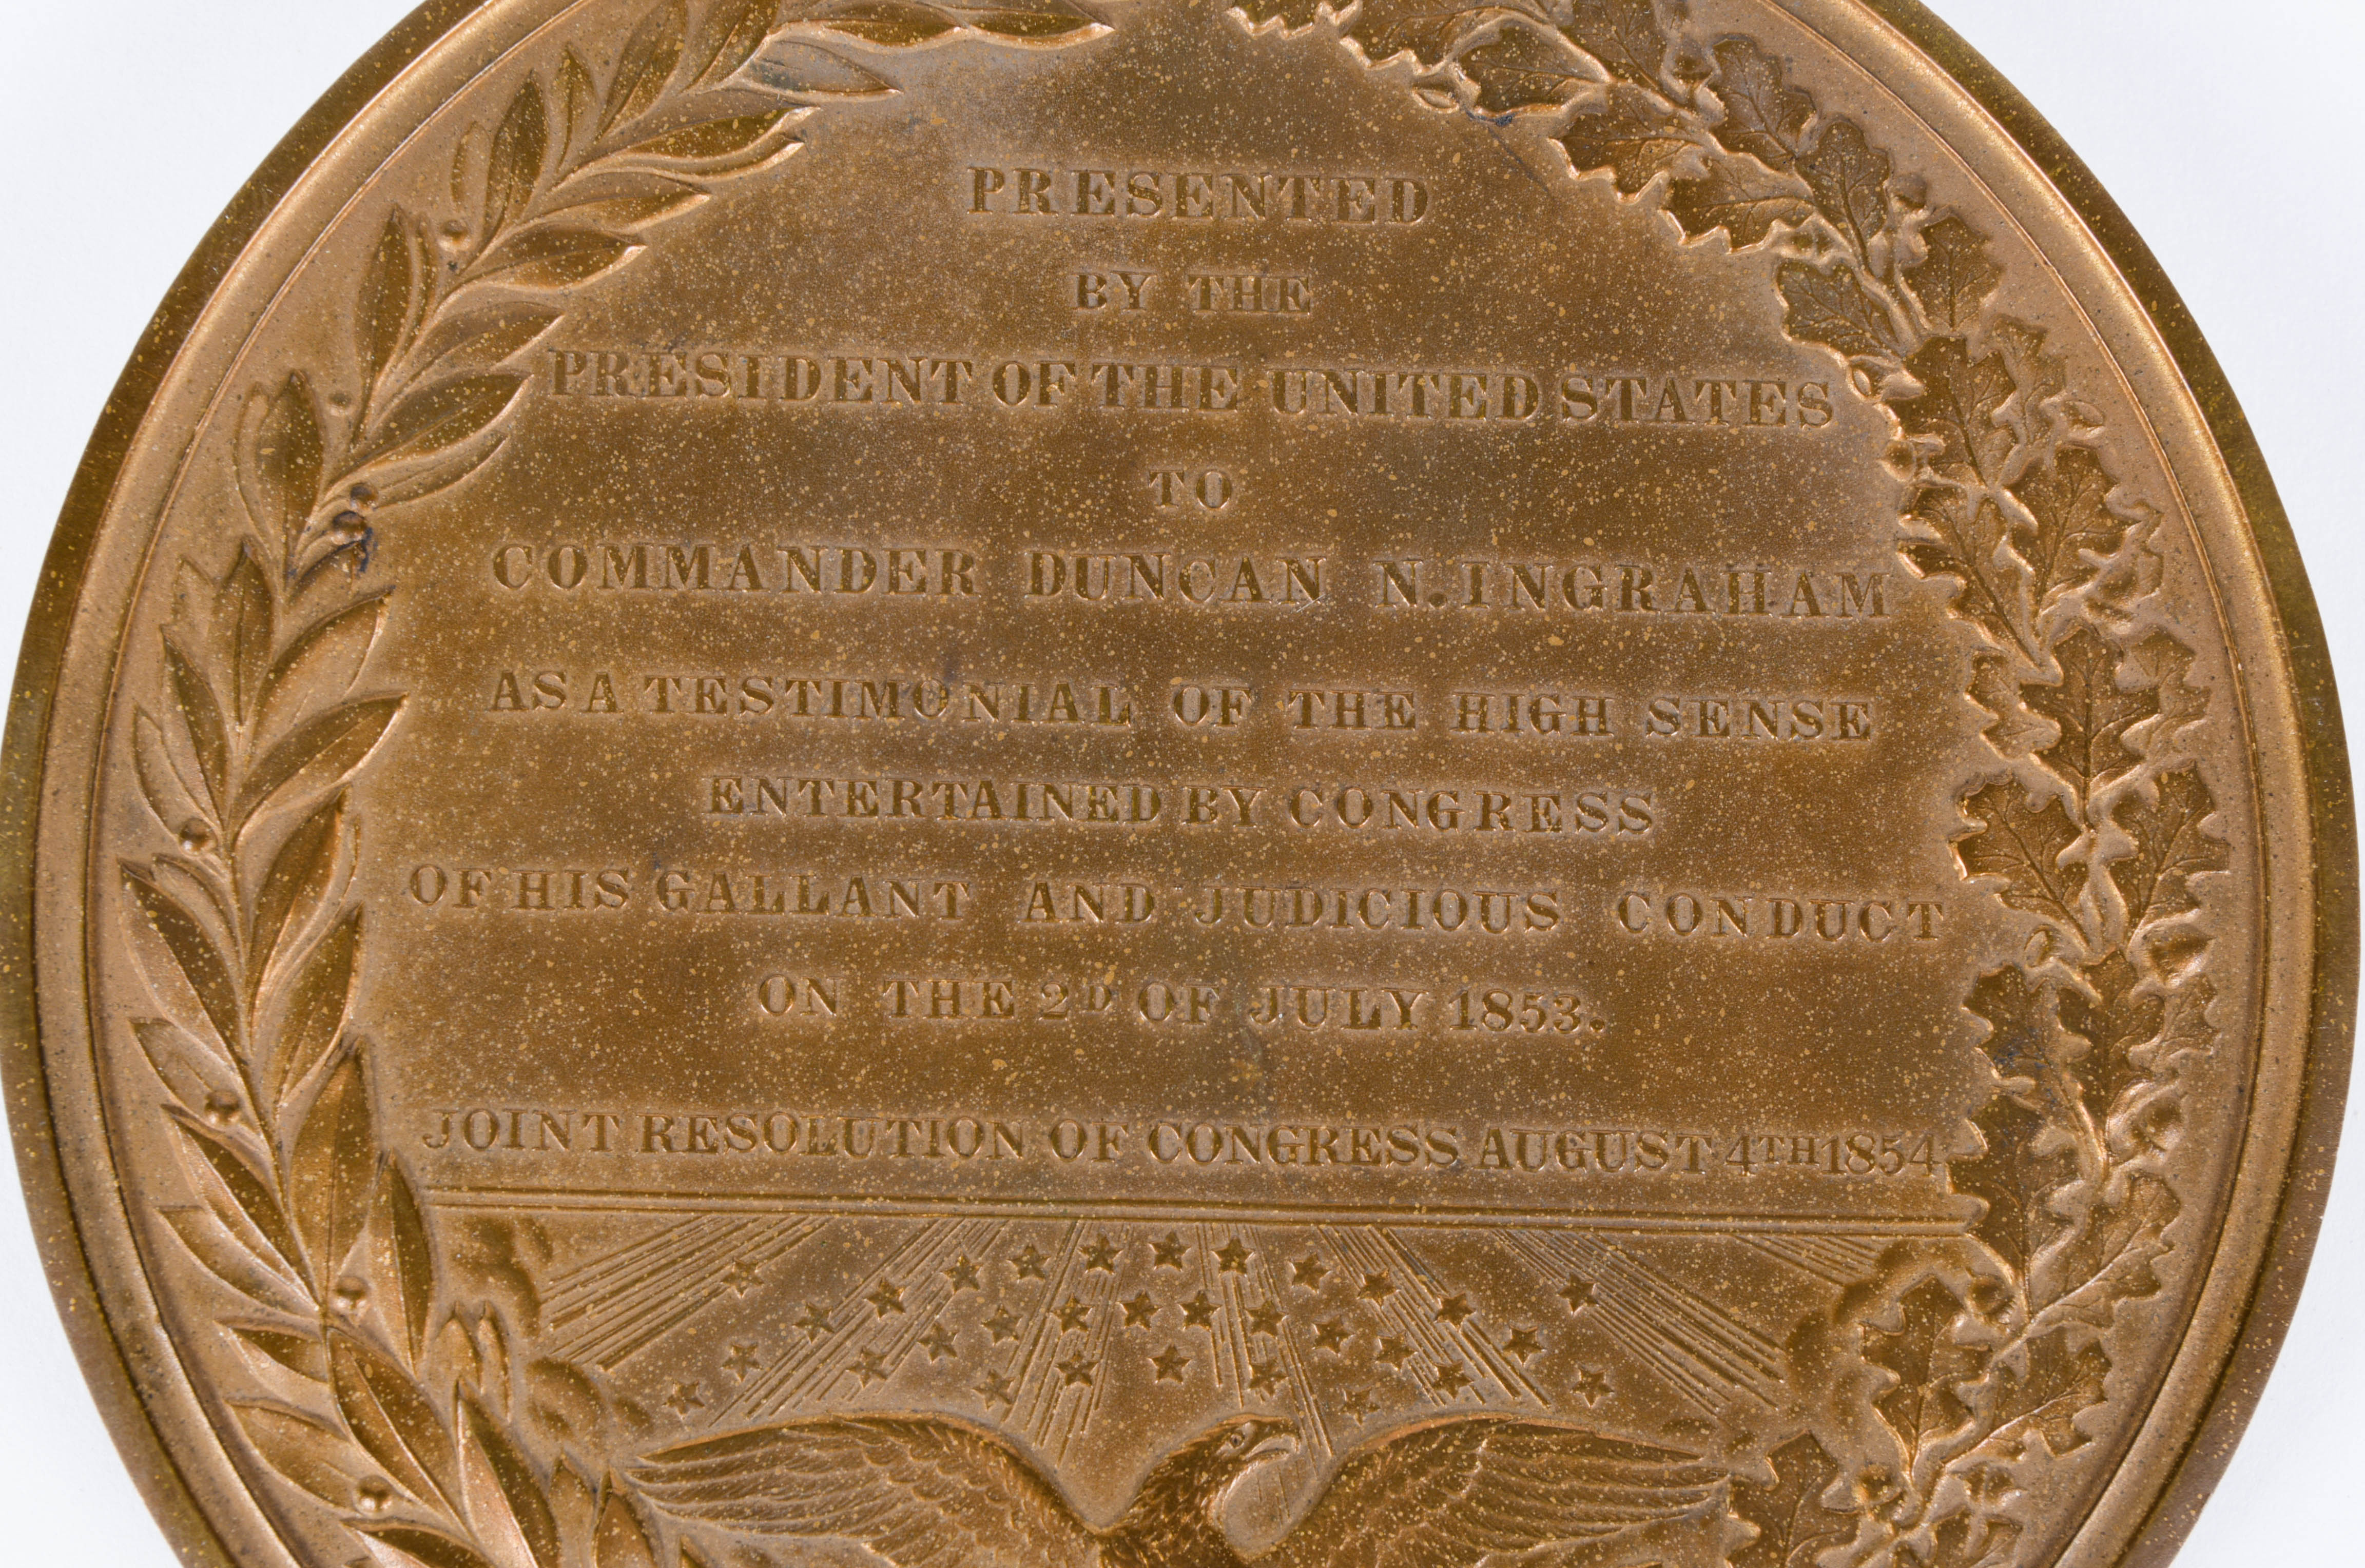 PRESENTED
BY THE
PRESIDENT OF THE UNITED STATES
TO
COMMANDER DUNCAN N. INGRAHAM
AS A TESTIMONIAL OF THE HIGH SENSE
ENTERTAINED BY CONGRESS
OF HIS GALLANT AND JUDICIOUS CONDUCT
ON THE 2D OF JULY 1853.
JOINT RESOLUTION OF CONGRESS AUGUST 4TH 1854